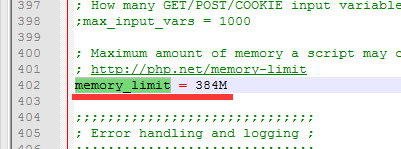 397 ; How many GET/POST/COOKIE input variable
398 ;max_input_vars = 1000
399
400 ; Maximum amount of memory a script may c
401 ; http://php.net/memory-limit
402 memory_limit = 384M
403
404 ;;;;;;;;;;;;;;;;;;;;;;;;;;;;;;
405 ; Error handling and logging ;
406 ;;;;;;;;;;;;;;;;;;;;;;;;;;;;;;